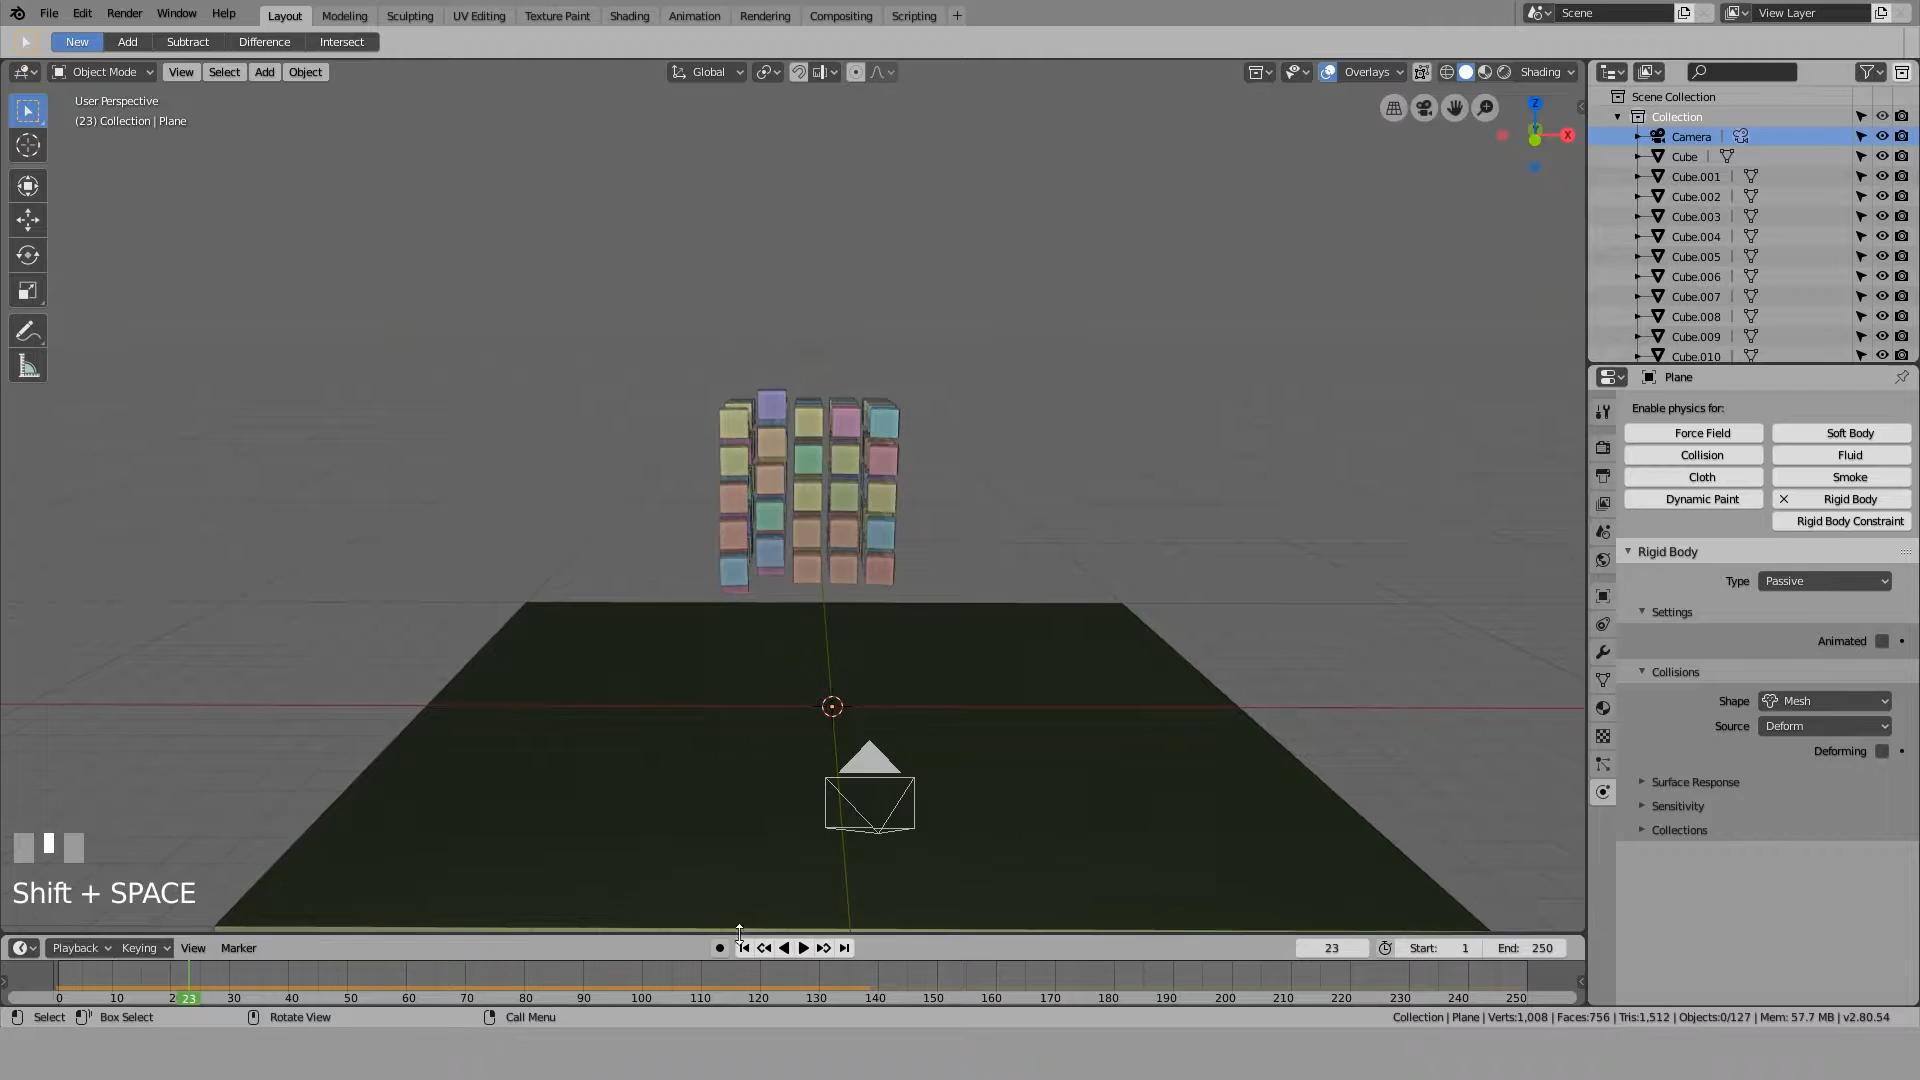 File Edit Render Window Help Layout Modeling Sculpting UV Editing Texture Paint Shading Animation Rendering Compositing Scripting + Scene View Layer
New Add Subtract Difference Intersect
Object Mode View Select Add Object Global Overlays Shading
User Perspective
(23) Collection | Plane
Z
Y
X
Scene Collection
Collection
Camera
Cube
Cube.001
Cube.002
Cube.003
Cube.004
Cube.005
Cube.006
Cube.007
Cube.008
Cube.009
Cube.010
Plane
Enable physics for:
Force Field Soft Body
Collision Fluid
Cloth Smoke
Dynamic Paint Rigid Body
Rigid Body Constraint
Rigid Body
Type Passive
Settings
Animated
Collisions
Shape Mesh
Source Deform
Deforming
Surface Response
Sensitivity
Collections
Shift + SPACE
Playback Keying View Marker 23 Start: 1 End: 250
0 10 2 23 30 40 50 60 70 80 90 100 110 120 130 140 150 160 170 180 190 200 210 220 230 240 250
Select Box Select Rotate View Call Menu Collection | Plane | Verts:1,008 | Faces:756 | Tris:1,512 | Objects:0/127 | Mem: 57.7 MB | v2.80.54